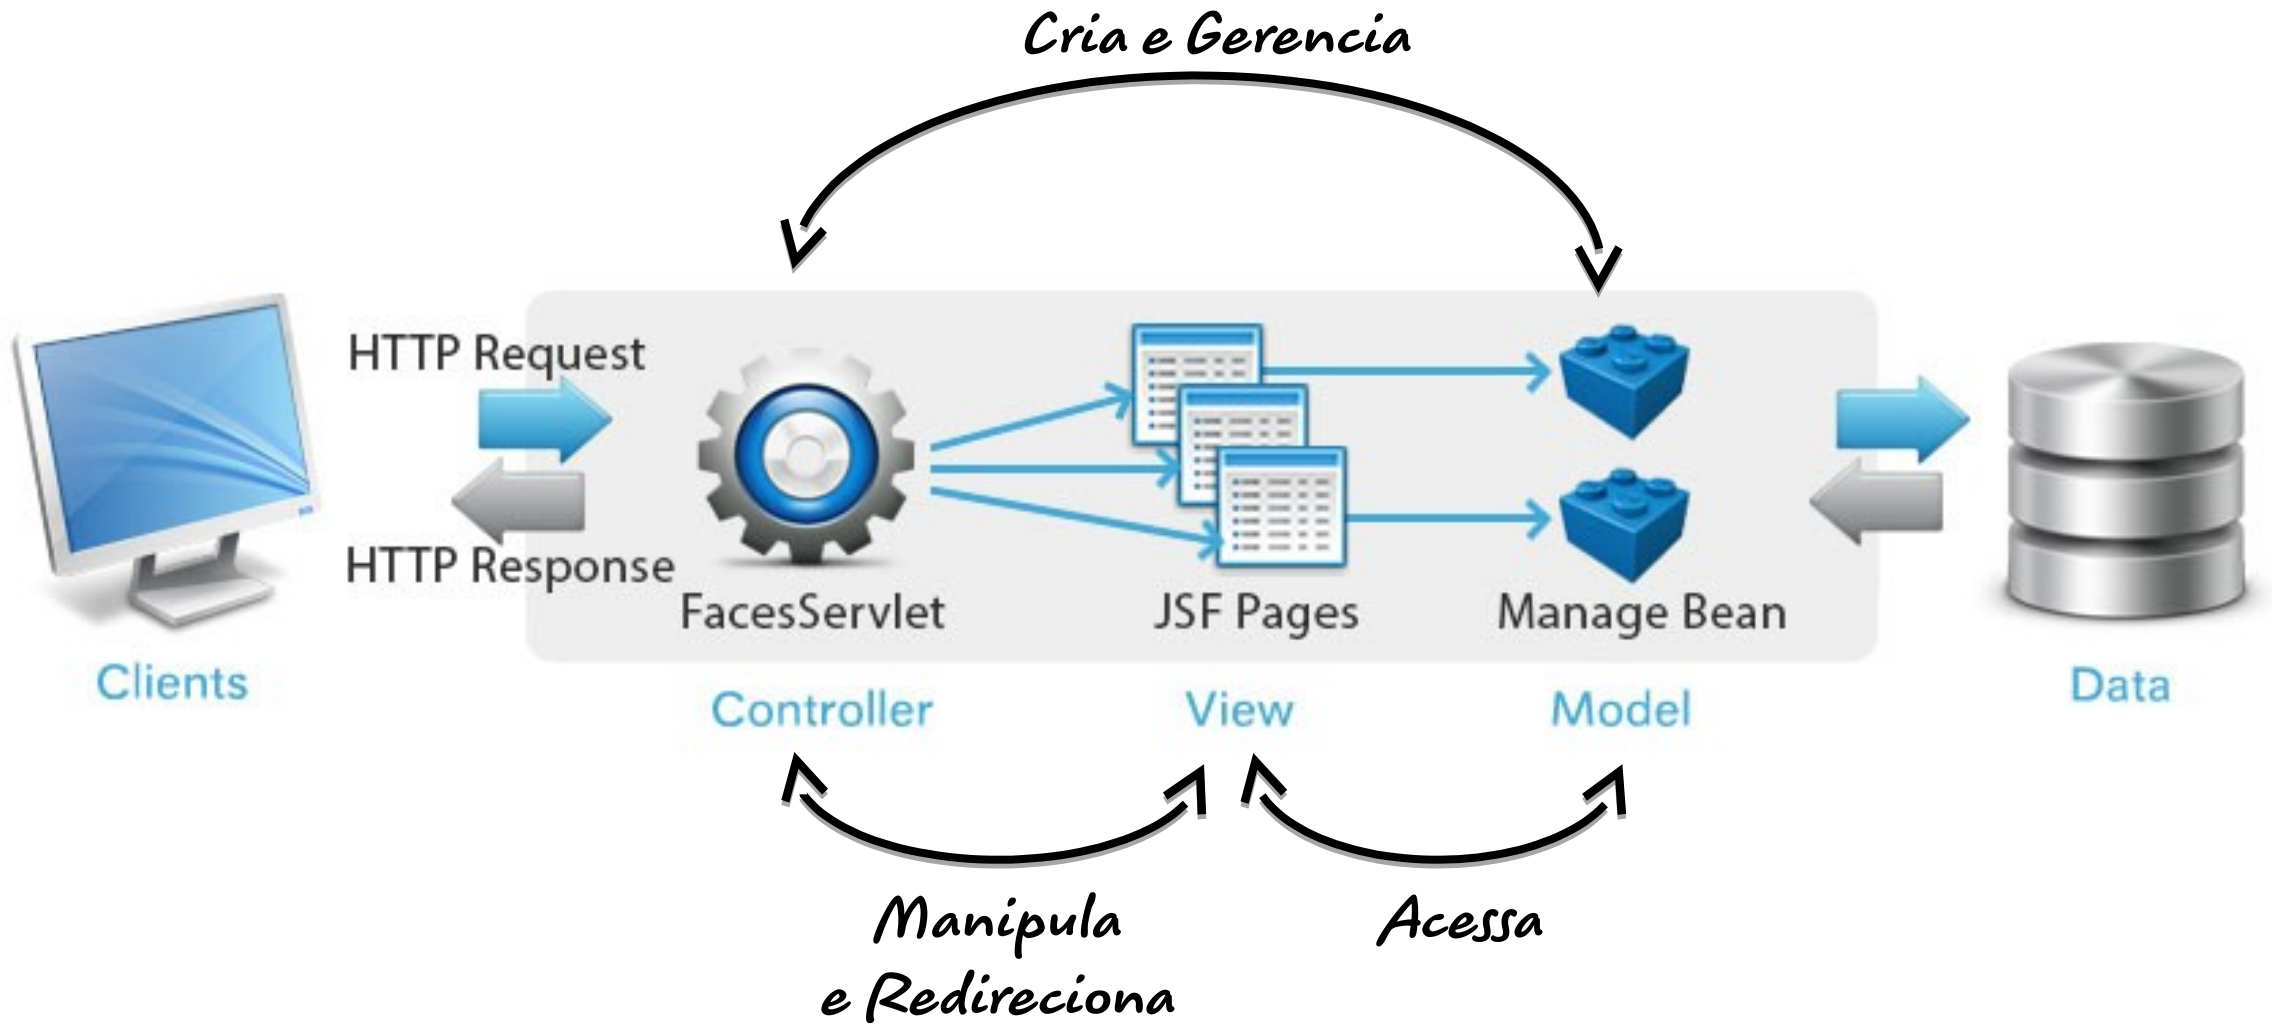 Cria e Gerencia
HTTP Request
HTTP Response
FacesServlet
JSF Pages
Manage Bean
Clients
Controller
View
Model
Data
Manipula
e Redireciona
Acessa